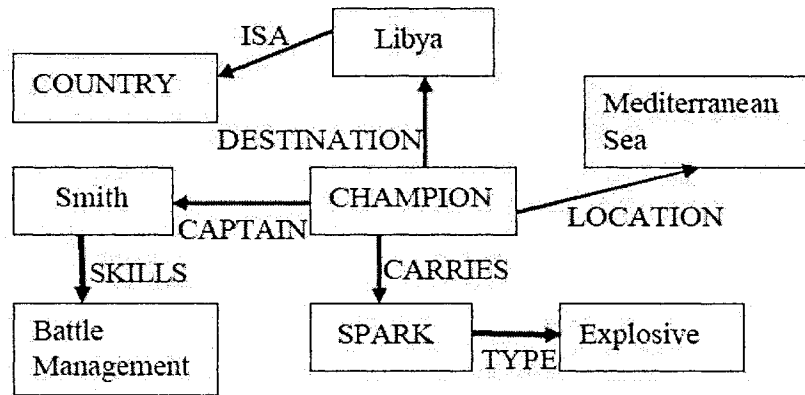 ISA
Libya
COUNTRY
Mediterranean
Sea
DESTINATION
Smith
CHAMPION
CAPTAIN
LOCATION
SKILLS
CARRIES
Battle
Management
SPARK
TYPE
Explosive